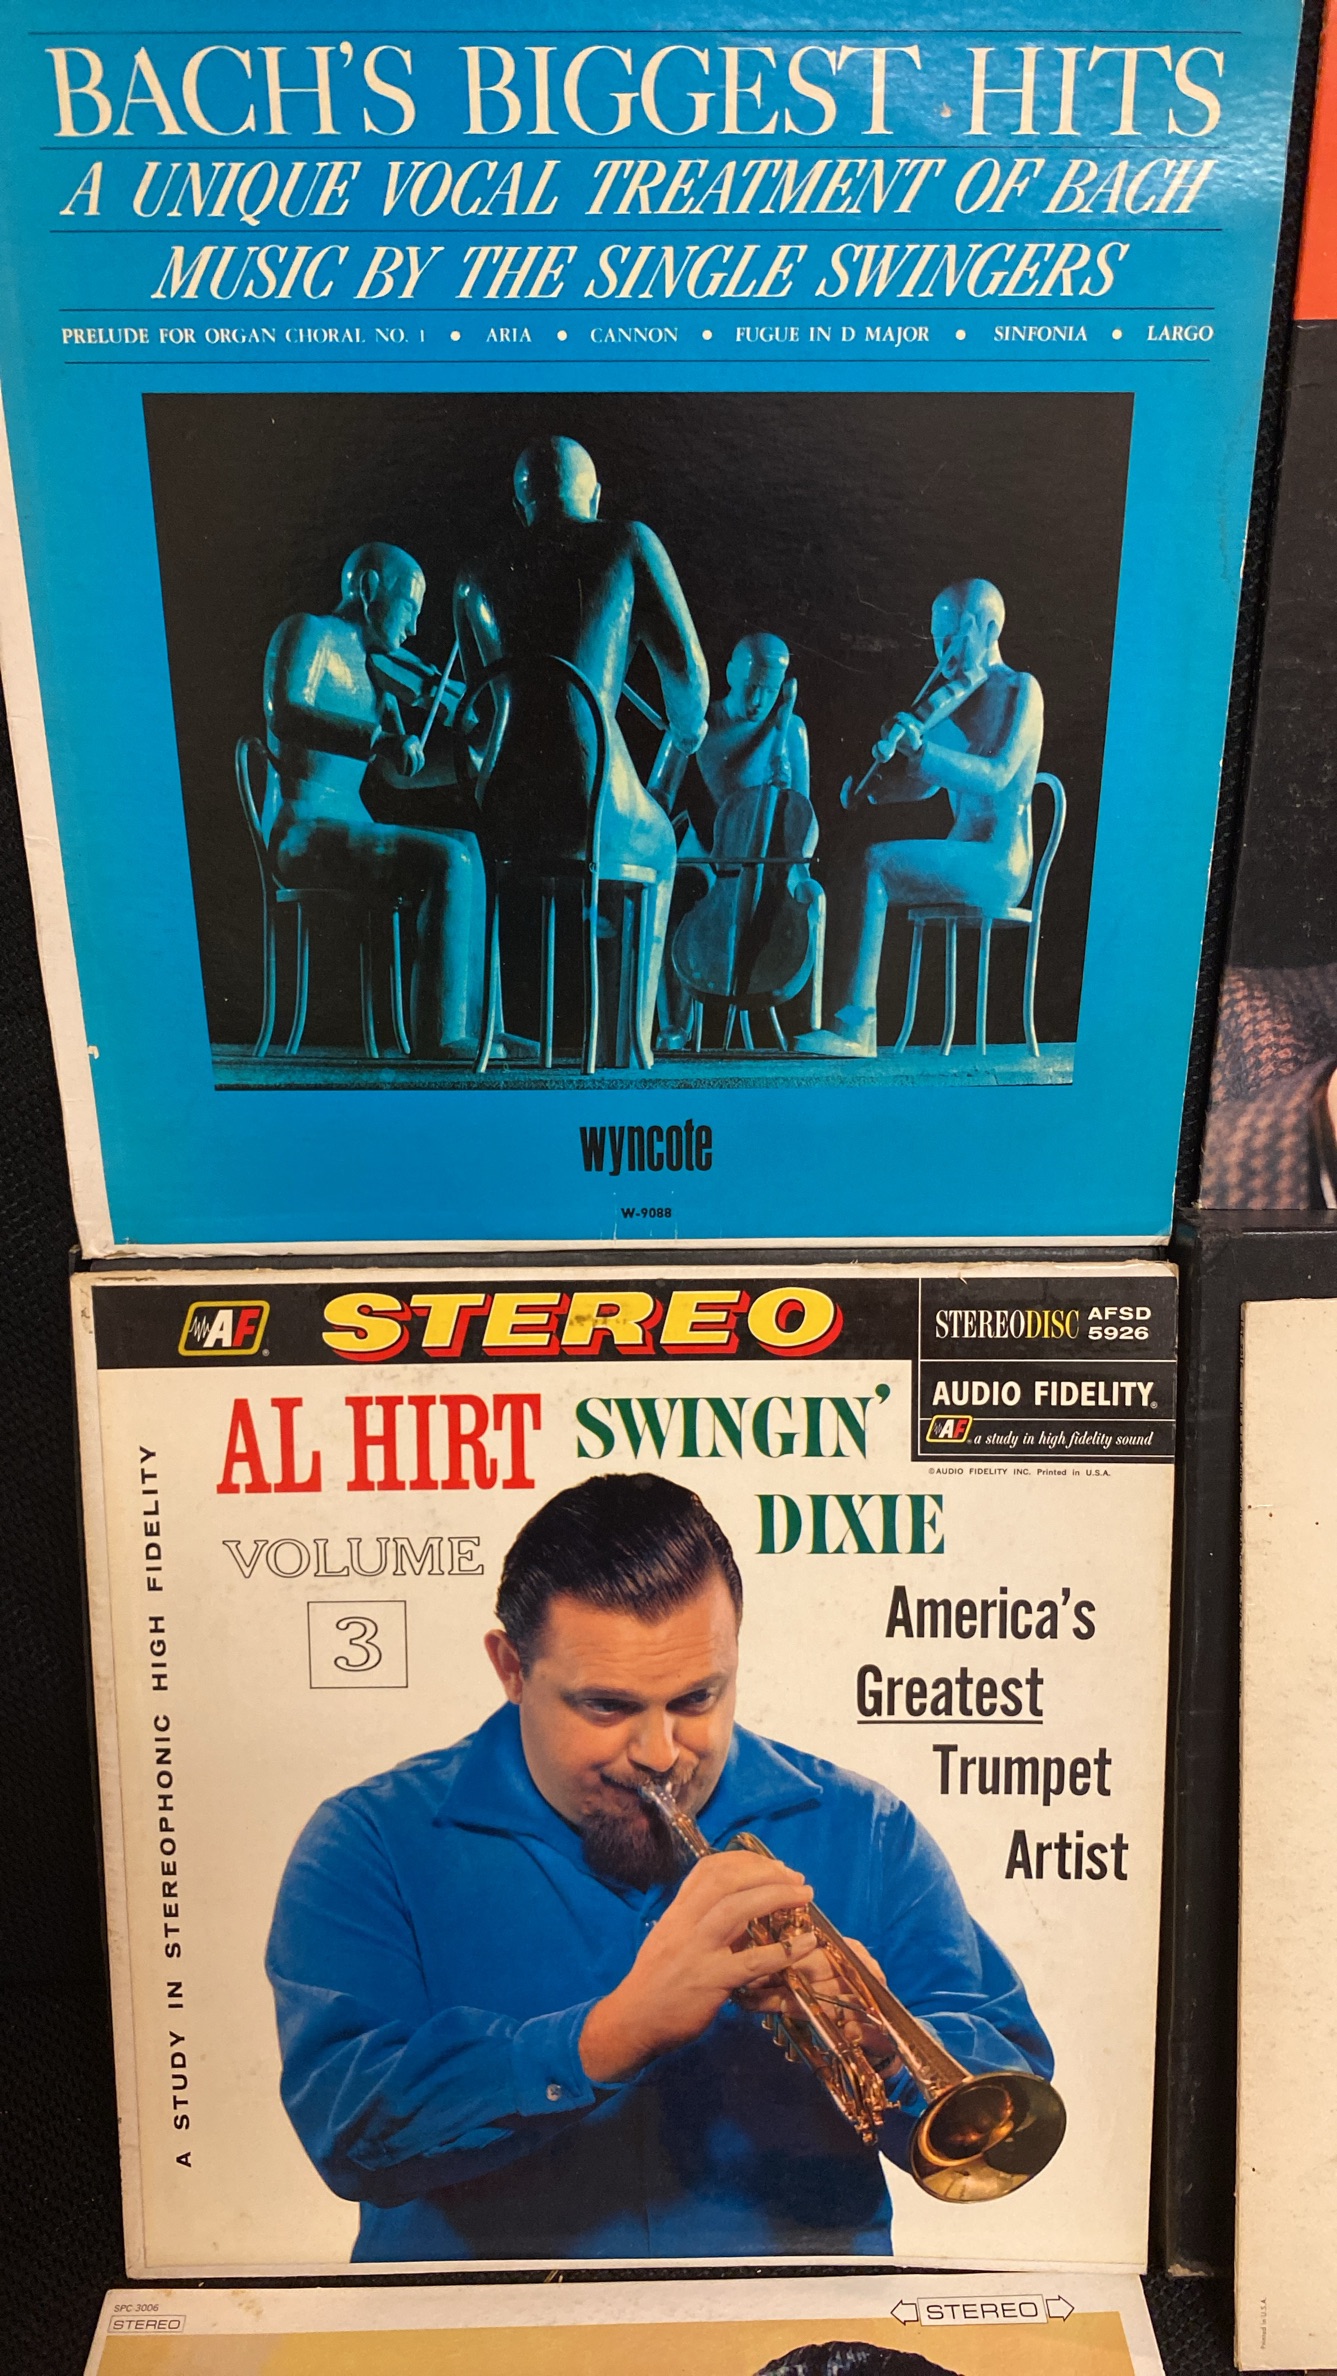 BACH'S BIGGEST HITS
A UNIQUE VOCAL TREATMENT OF BACH
MUSIC BY THE SINGLE SWINGERS
PRELUDE FOR ORGAN CHORAL NO. 1 • ARIA • CANNON • FUGUE IN D MAJOR • SINFONIA • LARGO
wyncote
W-9088
AF ®
STEREO
STEREODISC AFSD 5926
AUDIO FIDELITY®
AF ® a study in high fidelity sound
© AUDIO FIDELITY INC. Printed in U.S.A.
AL HIRT SWINGIN'
DIXIE
VOLUME
3
America's
Greatest
Trumpet
Artist
A STUDY IN STEREOPHONIC HIGH FIDELITY
SPC-3006
STEREO
STEREO
Printed in U.S.A.